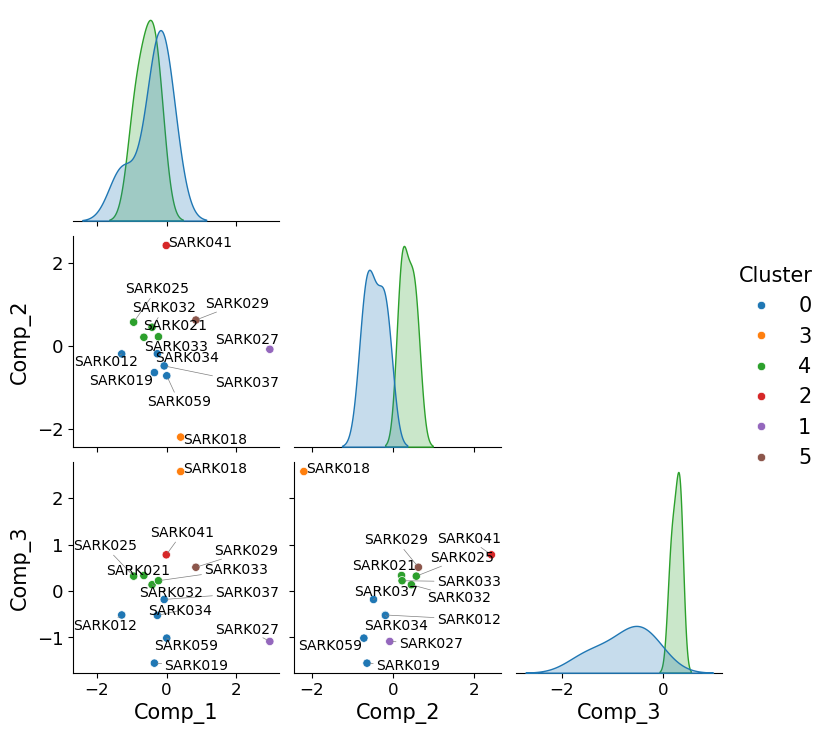 SARK041
SARK025
SARK029
SARK032
SARK021
SARK027
SARK033
SARK034
SARK012
SARK019
SARK037
SARK059
SARK018
2
0
−2
Comp_2
Cluster
0
3
4
2
1
5
SARK018
SARK041
SARK025
SARK029
SARK021
SARK033
SARK032
SARK037
SARK034
SARK012
SARK027
SARK059
SARK019
2
1
0
−1
Comp_3
−2
0
2
Comp_1
SARK018
SARK029
SARK041
SARK025
SARK021
SARK033
SARK037
SARK032
SARK012
SARK034
SARK059
SARK027
SARK019
−2
0
2
Comp_2
−2
0
Comp_3